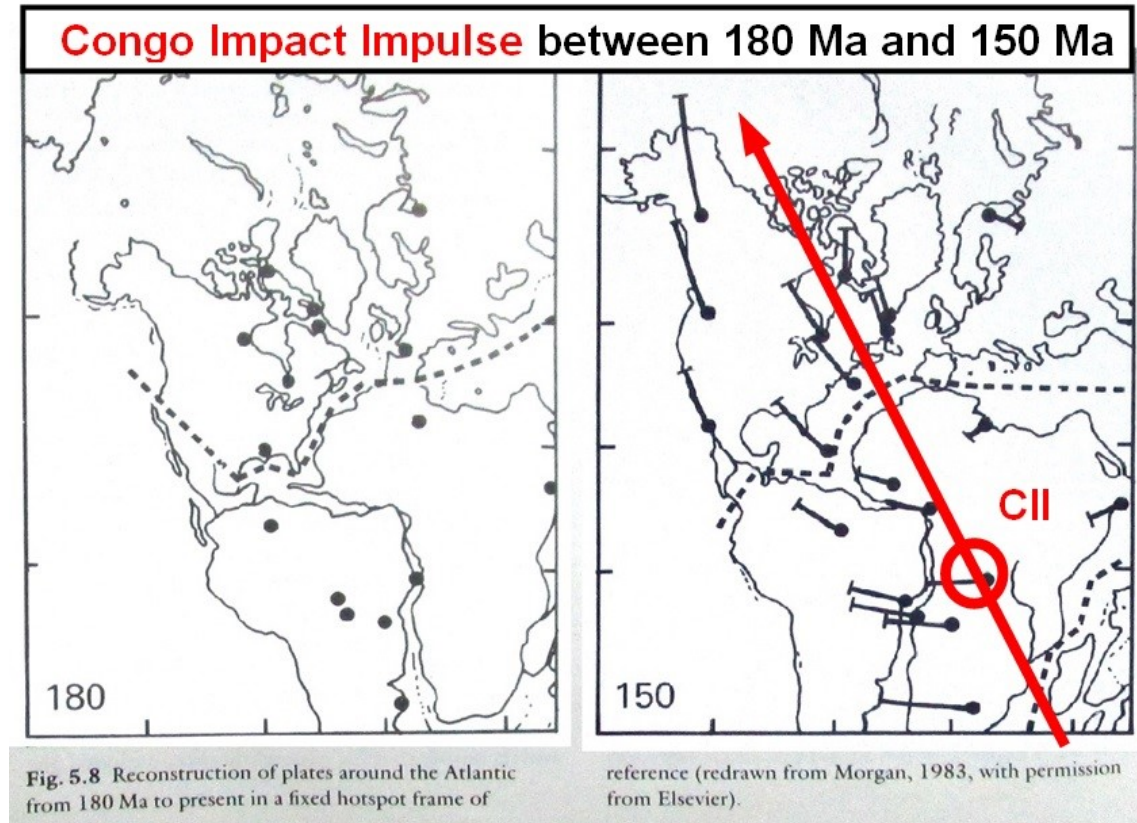 Congo Impact Impulse between 180 Ma and 150 Ma
180
150
CII
Fig. 5.8 Reconstruction of plates around the Atlantic
from 180 Ma to present in a fixed hotspot frame of
reference (redrawn from Morgan, 1983, with permission
from Elsevier).